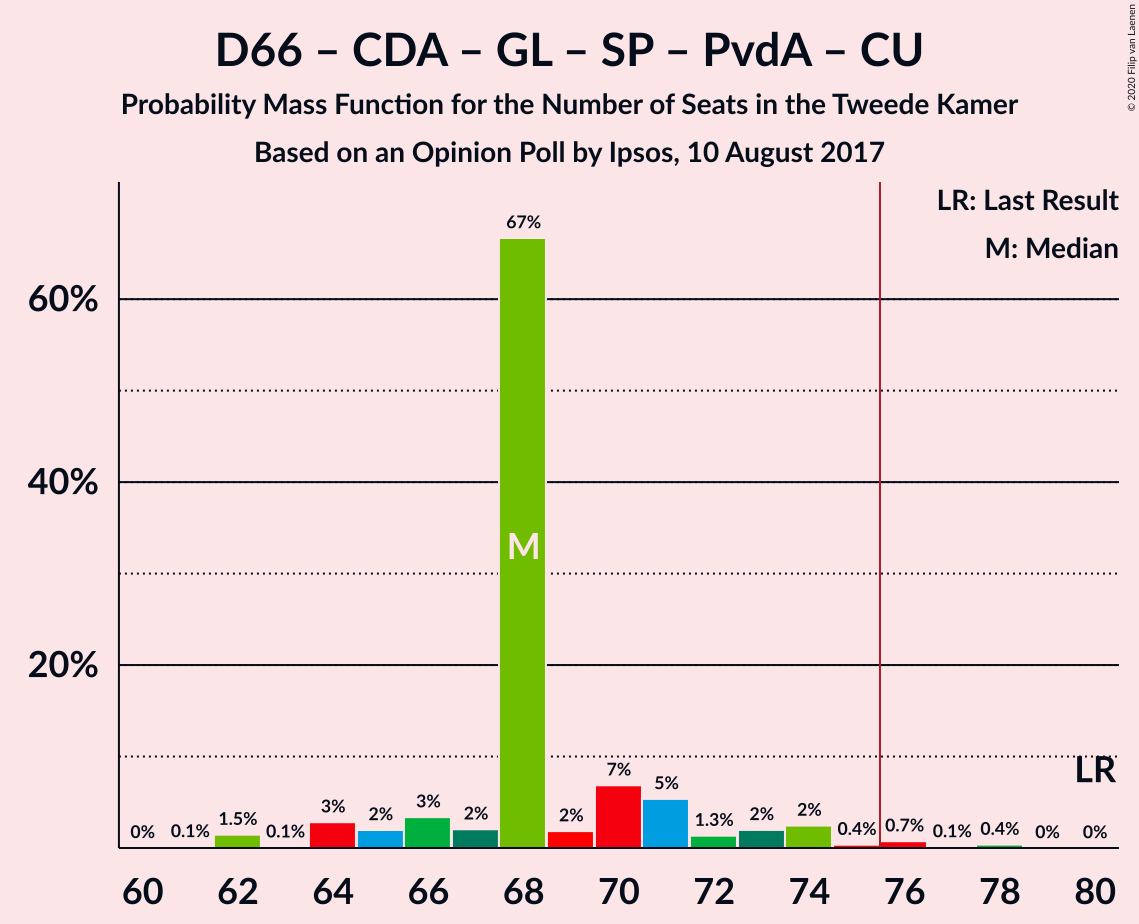 D66 – CDA – GL – SP – PvdA – CU
Probability Mass Function for the Number of Seats in the Tweede Kamer
Based on an Opinion Poll by Ipsos, 10 August 2017
© 2020 Filip van Laenen
LR: Last Result
M: Median
60%
40%
20%
0% 0.1% 1.5% 0.1% 3% 2% 3% 2% 67% 2% 7% 5% 1.3% 2% 2% 0.4% 0.7% 0.1% 0.4% 0% 0%
M
LR
60 62 64 66 68 70 72 74 76 78 80